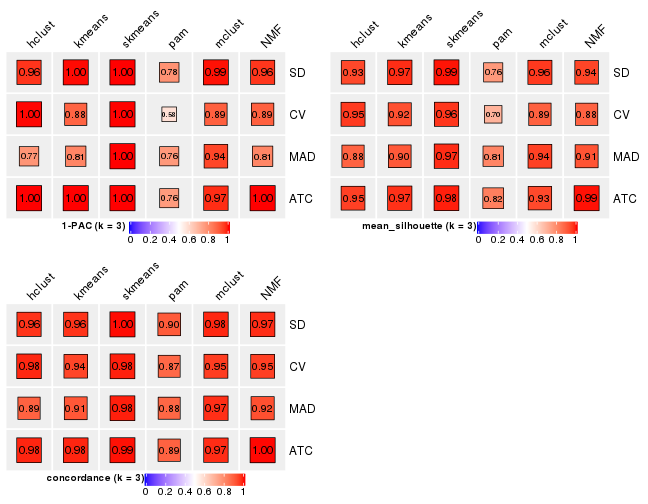 hclust kmeans skmeans pam mclust NMF
0.96 1.00 1.00 0.78 0.99 0.96 SD
1.00 0.88 1.00 0.58 0.89 0.89 CV
0.77 0.81 1.00 0.76 0.94 0.81 MAD
1.00 1.00 1.00 0.76 0.97 1.00 ATC
1-PAC (k = 3)
0 0.2 0.4 0.6 0.8 1
hclust kmeans skmeans pam mclust NMF
0.93 0.97 0.99 0.76 0.96 0.94 SD
0.95 0.92 0.96 0.70 0.89 0.88 CV
0.88 0.90 0.97 0.81 0.94 0.91 MAD
0.95 0.97 0.98 0.82 0.93 0.99 ATC
mean_silhouette (k = 3)
0 0.2 0.4 0.6 0.8 1
hclust kmeans skmeans pam mclust NMF
0.96 0.96 1.00 0.90 0.98 0.97 SD
0.98 0.94 0.98 0.87 0.95 0.95 CV
0.89 0.91 0.98 0.88 0.97 0.92 MAD
0.98 0.98 0.99 0.89 0.97 1.00 ATC
concordance (k = 3)
0 0.2 0.4 0.6 0.8 1